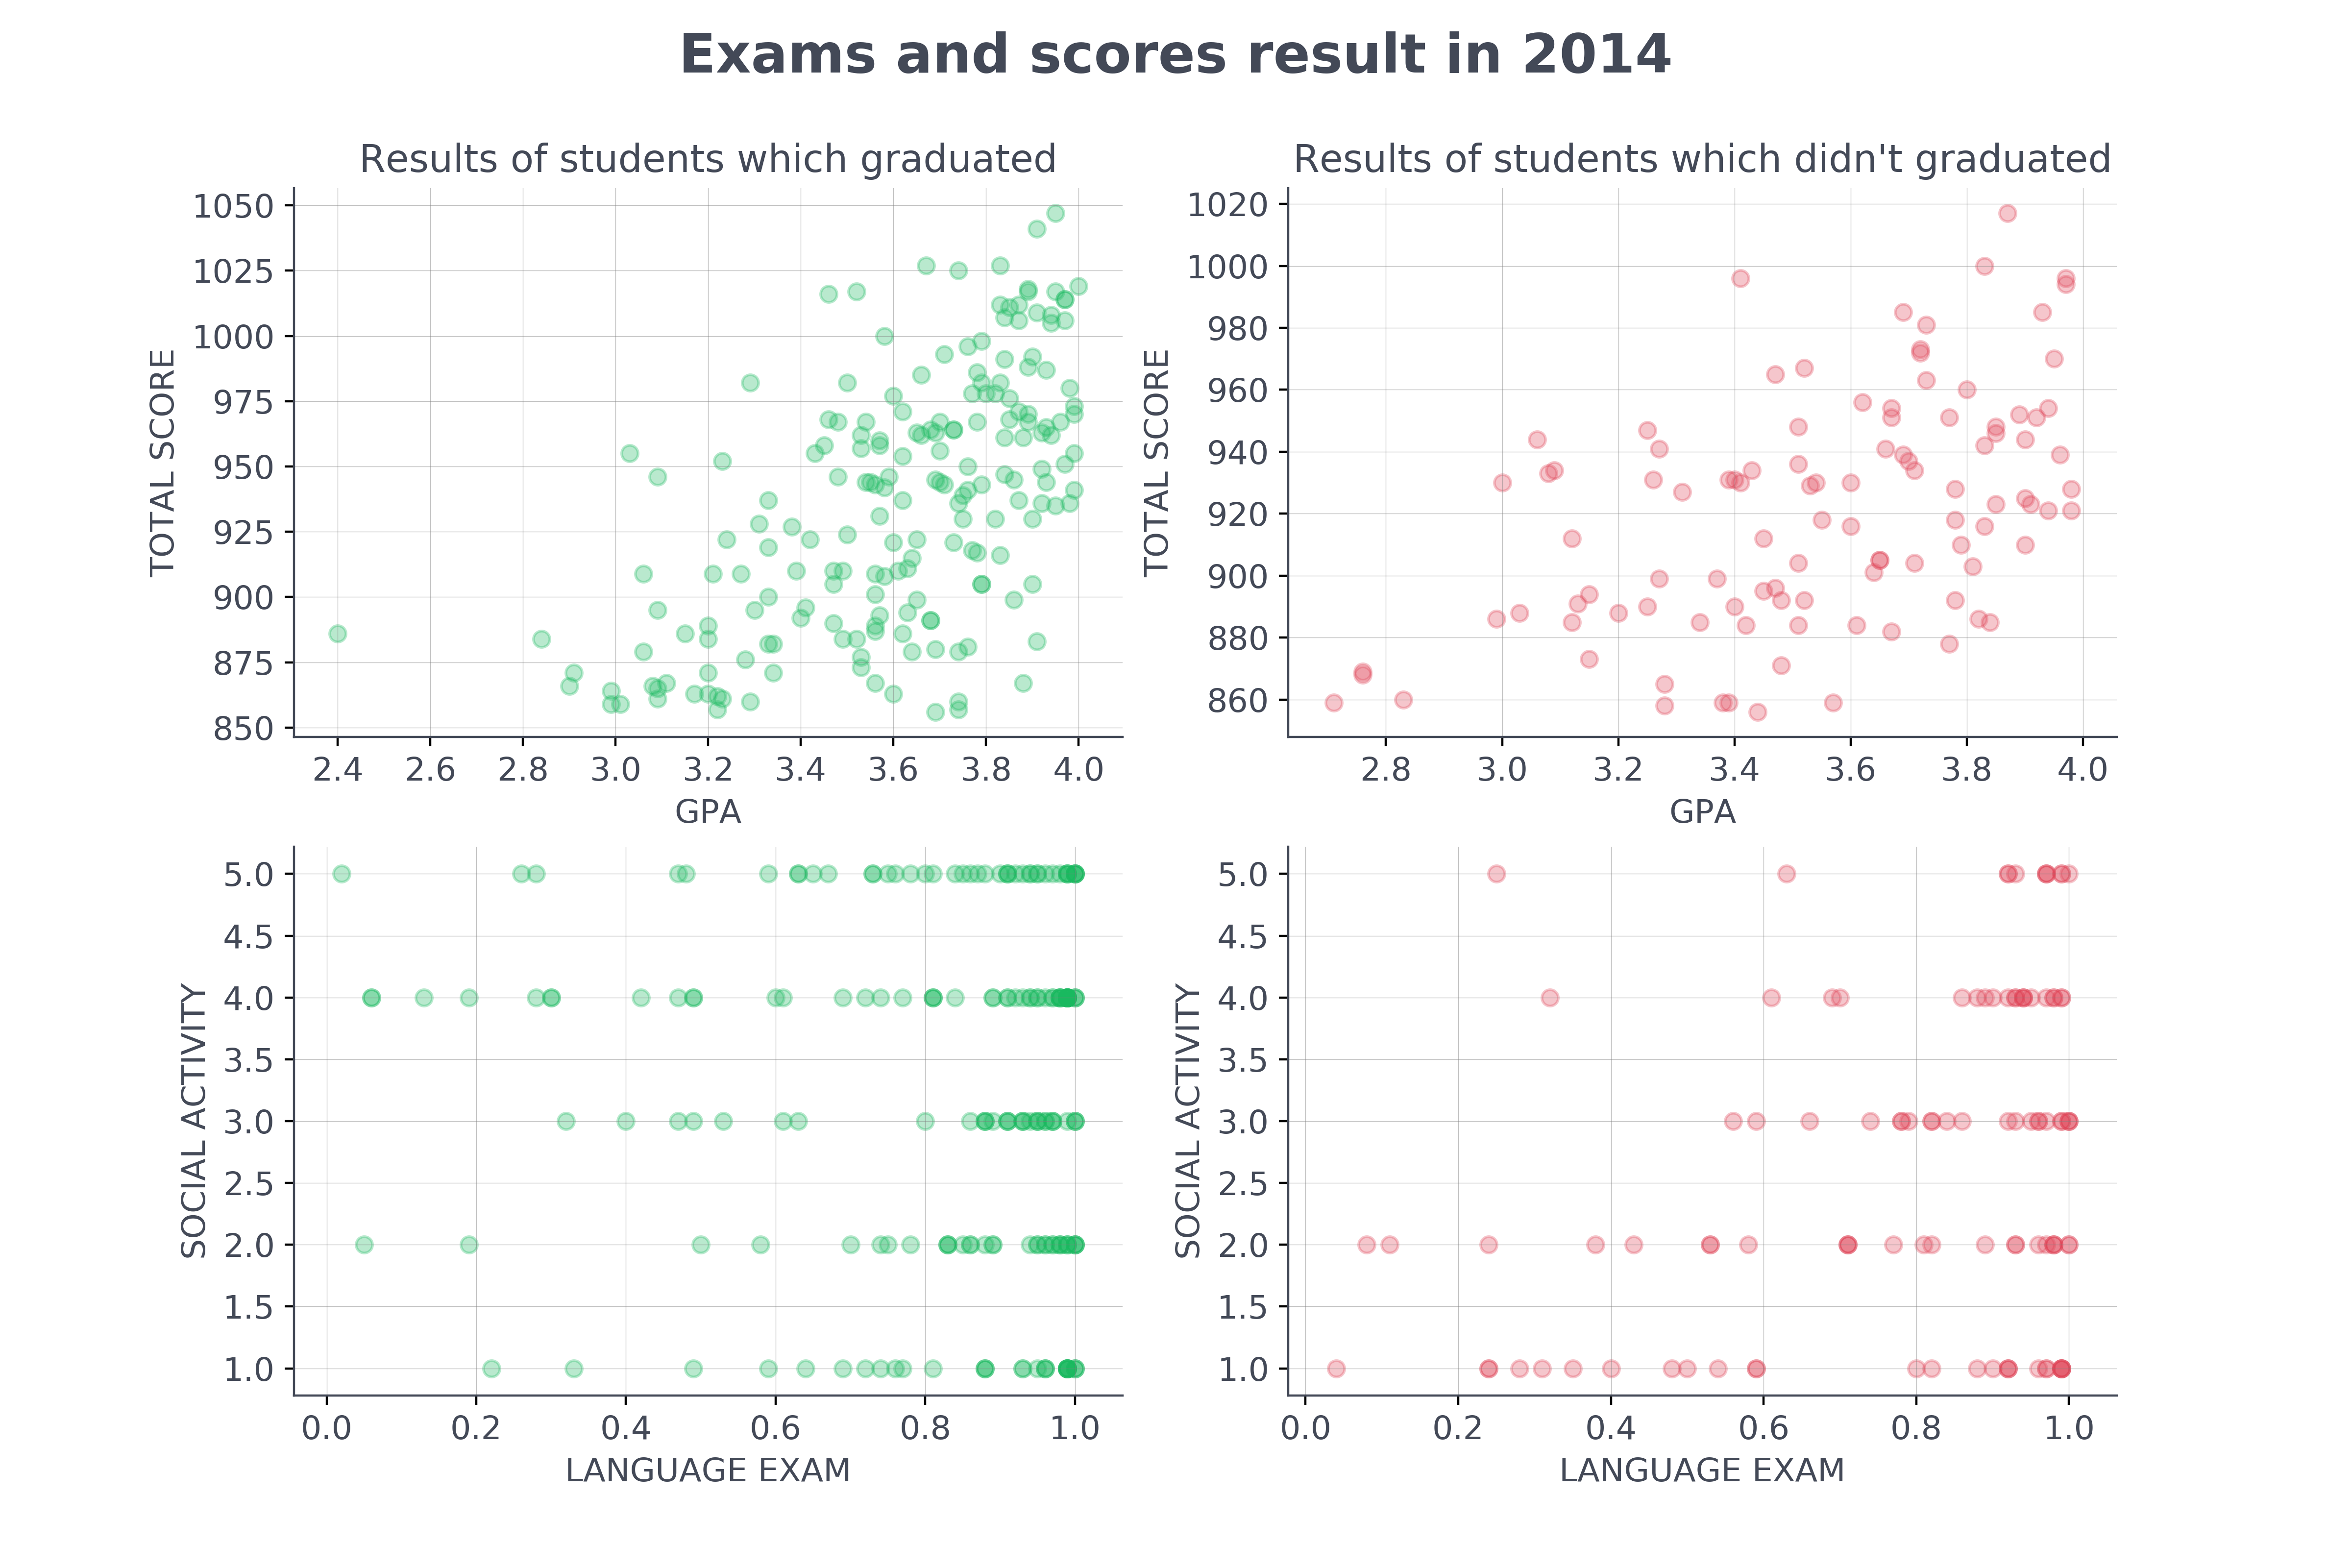 Exams and scores result in 2014
Results of students which graduated
TOTAL SCORE
1050
1025
1000
975
950
925
900
875
850
2.4 2.6 2.8 3.0 3.2 3.4 3.6 3.8 4.0
GPA
Results of students which didn't graduated
TOTAL SCORE
1020
1000
980
960
940
920
900
880
860
2.8 3.0 3.2 3.4 3.6 3.8 4.0
GPA
SOCIAL ACTIVITY
5.0
4.5
4.0
3.5
3.0
2.5
2.0
1.5
1.0
0.0 0.2 0.4 0.6 0.8 1.0
LANGUAGE EXAM
SOCIAL ACTIVITY
5.0
4.5
4.0
3.5
3.0
2.5
2.0
1.5
1.0
0.0 0.2 0.4 0.6 0.8 1.0
LANGUAGE EXAM